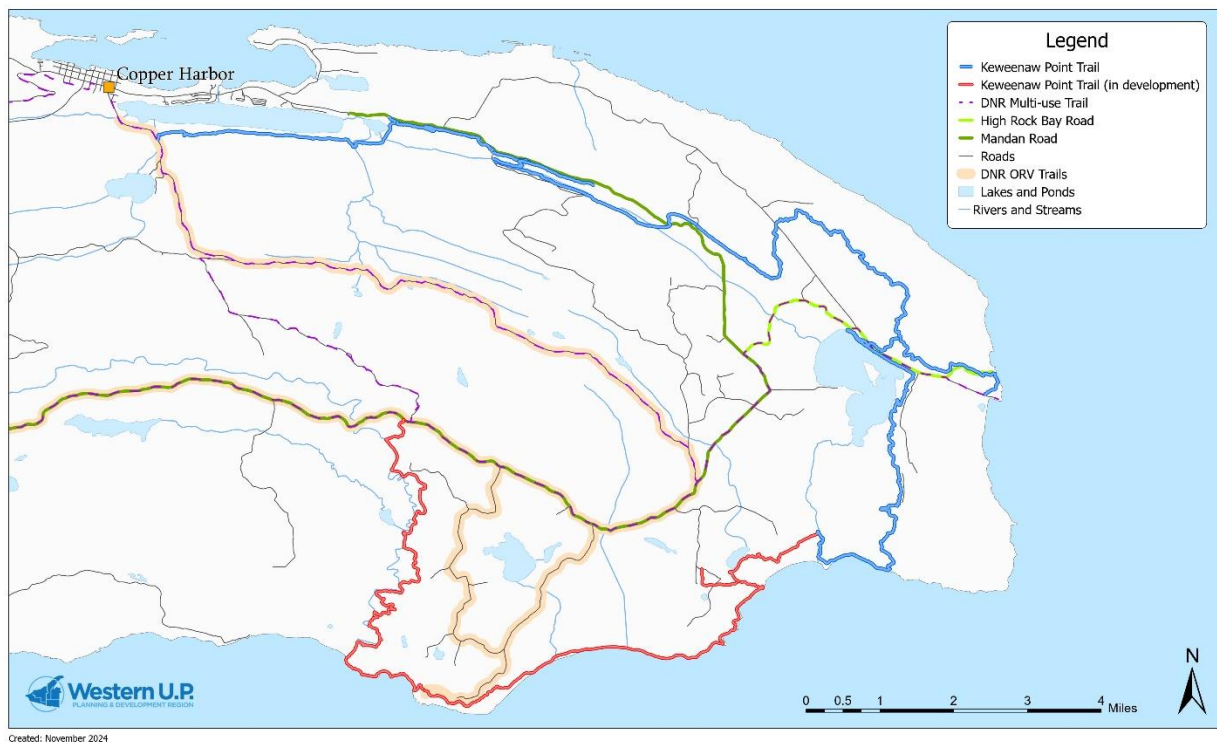 Copper Harbor
Legend
Keweenaw Point Trail
Keweenaw Point Trail (in development)
DNR Multi-use Trail
High Rock Bay Road
Mandan Road
Roads
DNR ORV Trails
Lakes and Ponds
Rivers and Streams
N
Western U.P.
PLANNING & DEVELOPMENT REGION
0 0.5 1 2 3 4
Miles
Created: November 2024